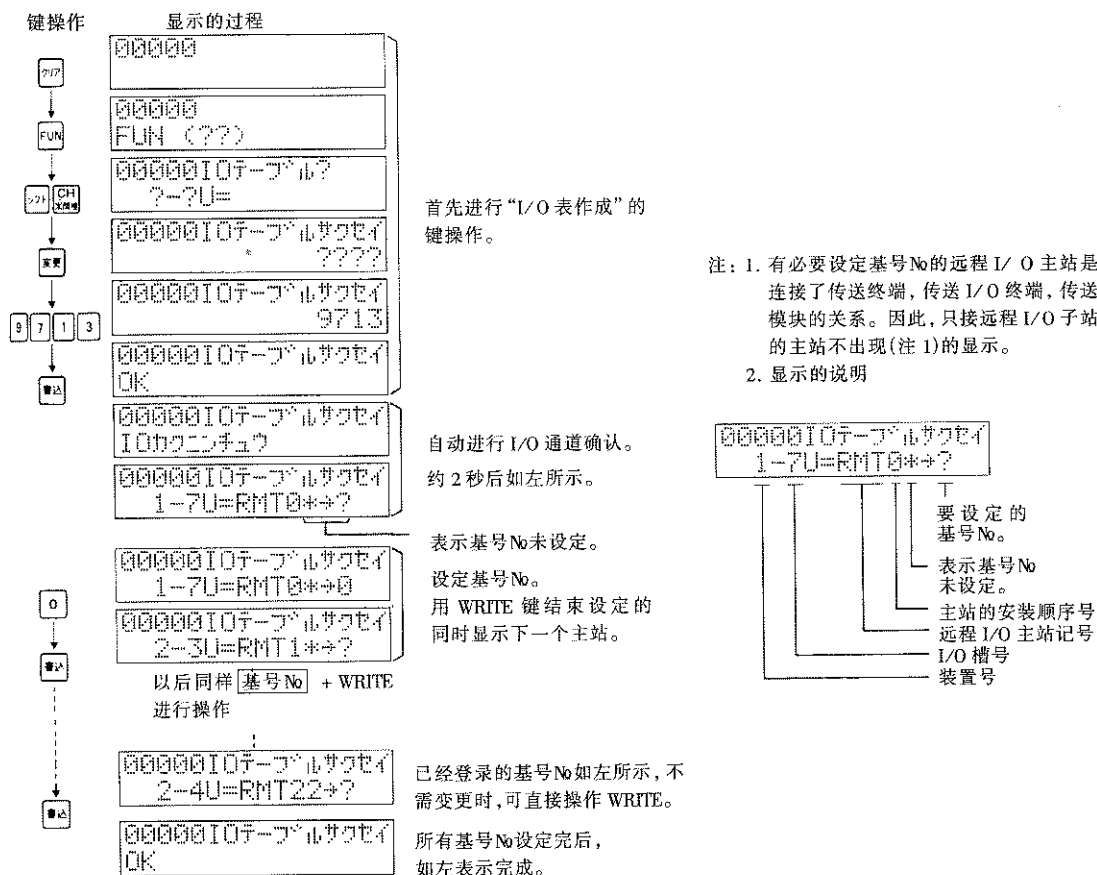 键操作
显示的过程
00000
クリア
00000
FUN (??)
FUN
00000IOテーブル?
?-?U=
シフト CH
00000IOテーブルサクセイ
????
変更
首先进行“I/O 表作成”的
键操作。
00000IOテーブルサクセイ
9713
9 7 1 3
00000IOテーブルサクセイ
OK
書込
00000IOテーブルサクセイ
IOカクニンチュウ
自动进行 I/O 通道确认。
00000IOテーブルサクセイ
1-7U=RMT0*→?
约 2 秒后如左所示。
表示基号№未设定。
00000IOテーブルサクセイ
1-7U=RMT0*→0
0
设定基号№。
用 WRITE 键结束设定的
同时显示下一个主站。
00000IOテーブルサクセイ
2-3U=RMT1*→?
書込
以后同样 基号№ + WRITE
进行操作
00000IOテーブルサクセイ
2-4U=RMT22→?
書込
已经登录的基号№如左所示,不
需变更时,可直接操作 WRITE。
00000IOテーブルサクセイ
OK
所有基号№设定完后,
如左表示完成。
注: 1. 有必要设定基号№的远程 I/ O 主站是
连接了传送终端, 传送 I/O 终端, 传送
模块的关系。因此, 只接远程 I/O 子站
的主站不出现(注 1)的显示。
2. 显示的说明
00000IOテーブルサクセイ
1-7U=RMT0*→?
要设定的
基号№。
表示基号№
未设定。
主站的安装顺序号
远程 I/O 主站记号
I/O 槽号
装置号